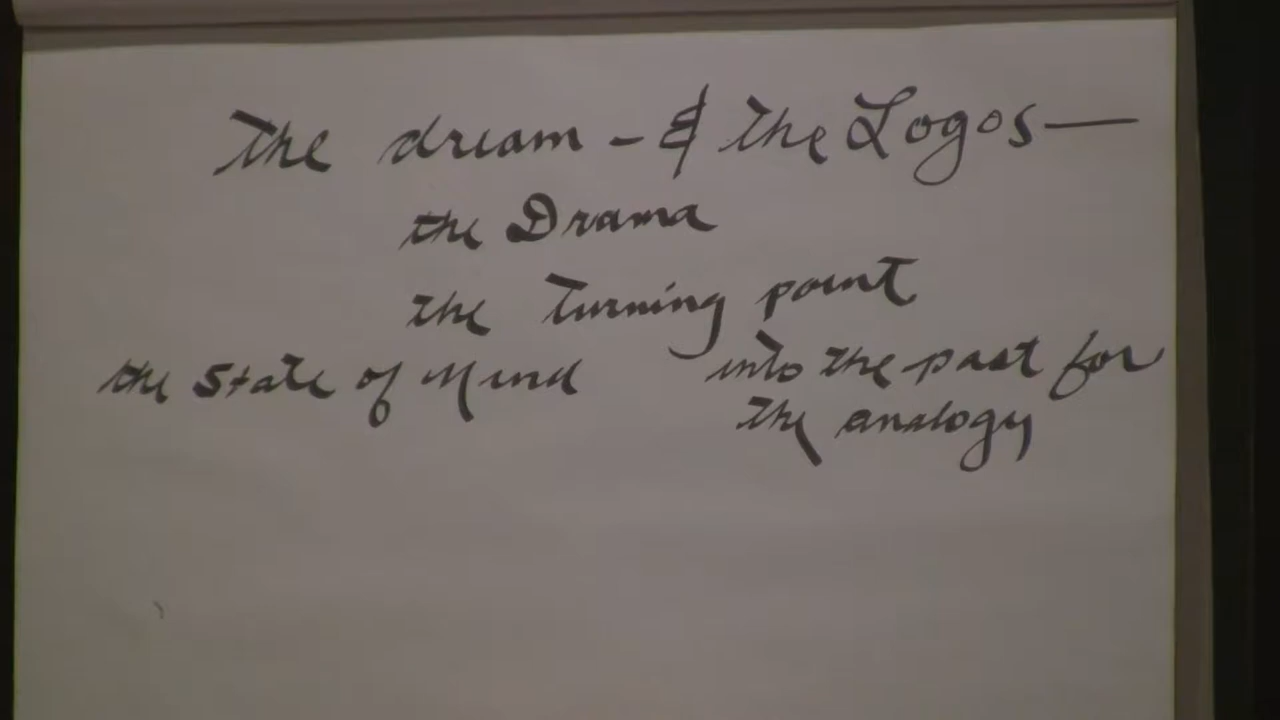 the dream - & the Logos—
the Drama
the turning point
the State of Mind
into the past for
the analogy